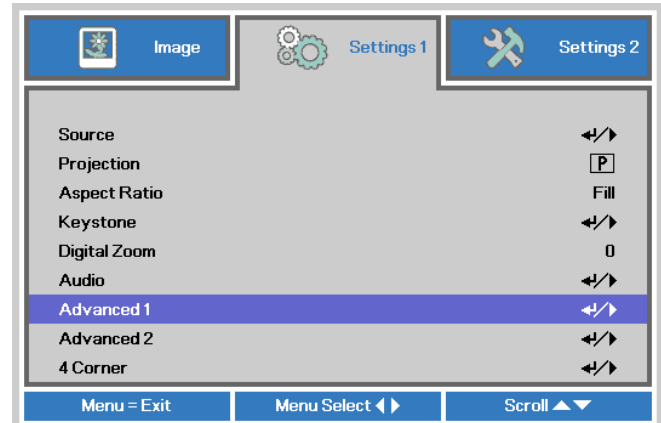 Image Settings 1 Settings 2
Source
Projection P
Aspect Ratio Fill
Keystone
Digital Zoom 0
Audio
Advanced 1
Advanced 2
4 Corner
Menu = Exit Menu Select Scroll